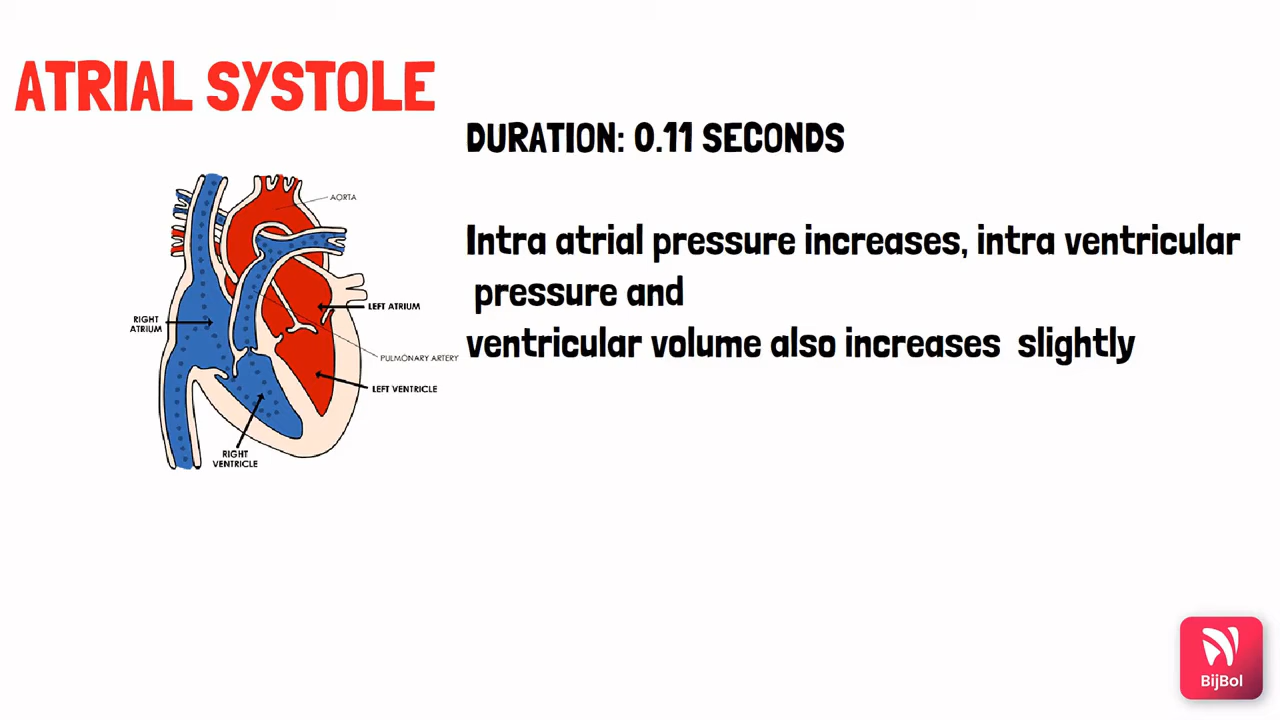 ATRIAL SYSTOLE
DURATION: 0.11 SECONDS
Intra atrial pressure increases, intra ventricular
pressure and
ventricular volume also increases slightly
AORTA
LEFT ATRIUM
RIGHT
ATRIUM
PULMONARY ARTERY
LEFT VENTRICLE
RIGHT
VENTRICLE
BijBol